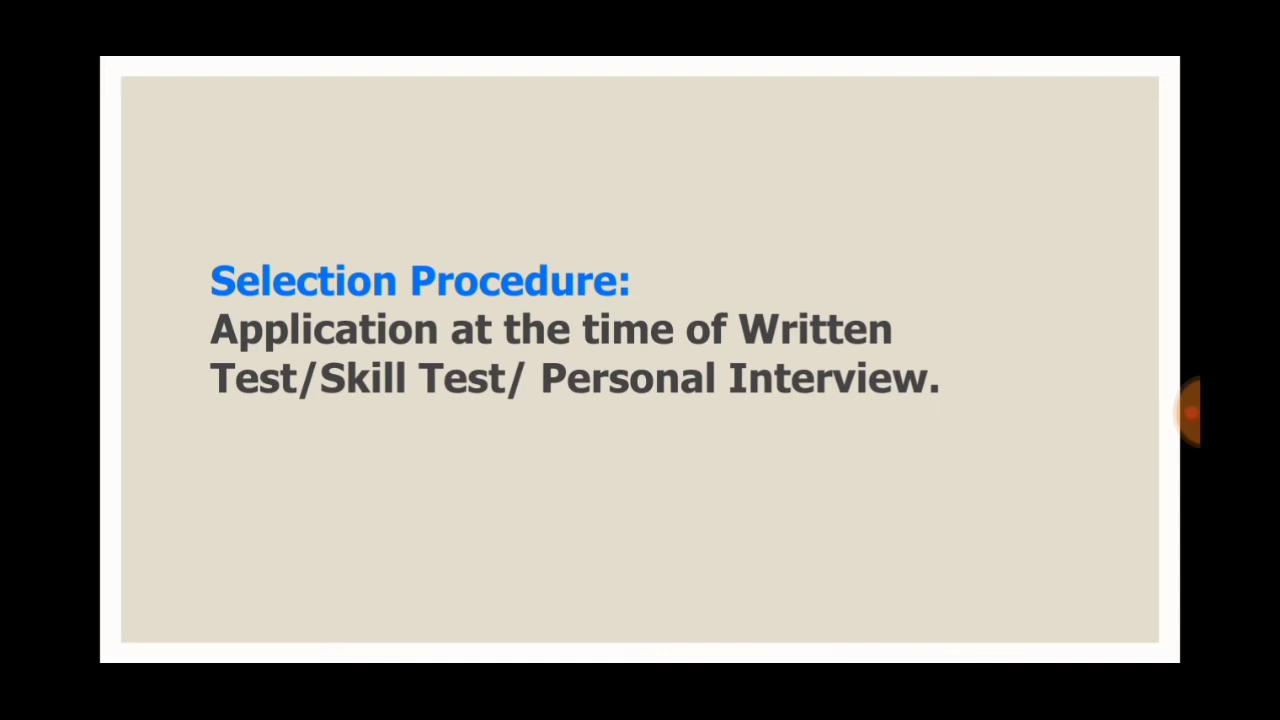 Selection Procedure:
Application at the time of Written
Test/Skill Test/ Personal Interview.